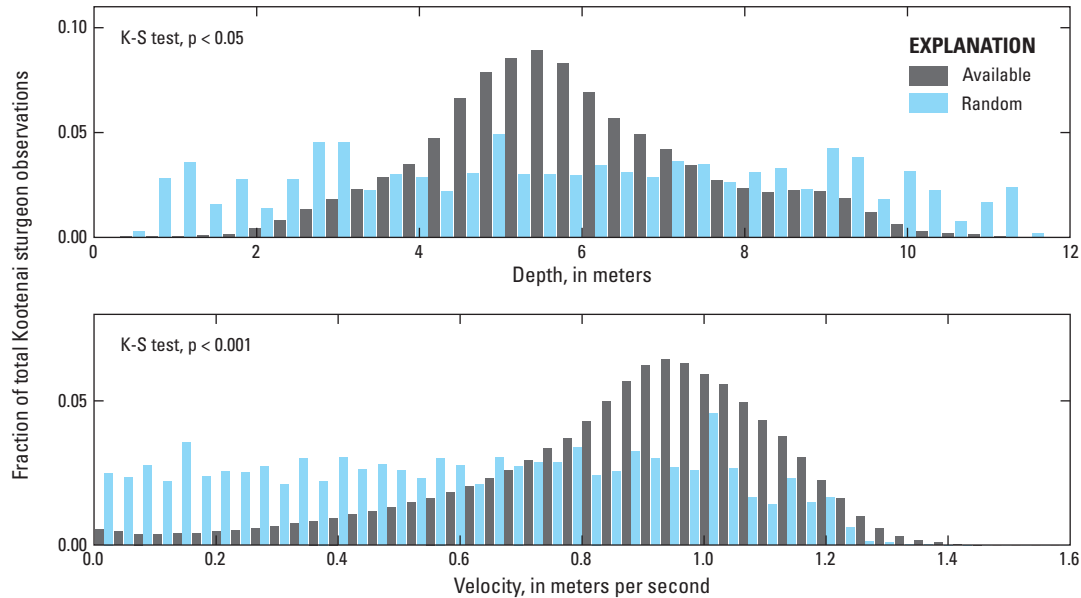 Fraction of total Kootenai sturgeon observations
0.10
0.05
0.00
K-S test, p < 0.05
EXPLANATION
Available
Random
0 2 4 6 8 10 12
Depth, in meters
K-S test, p < 0.001
0.05
0.00
0.0 0.2 0.4 0.6 0.8 1.0 1.2 1.4 1.6
Velocity, in meters per second